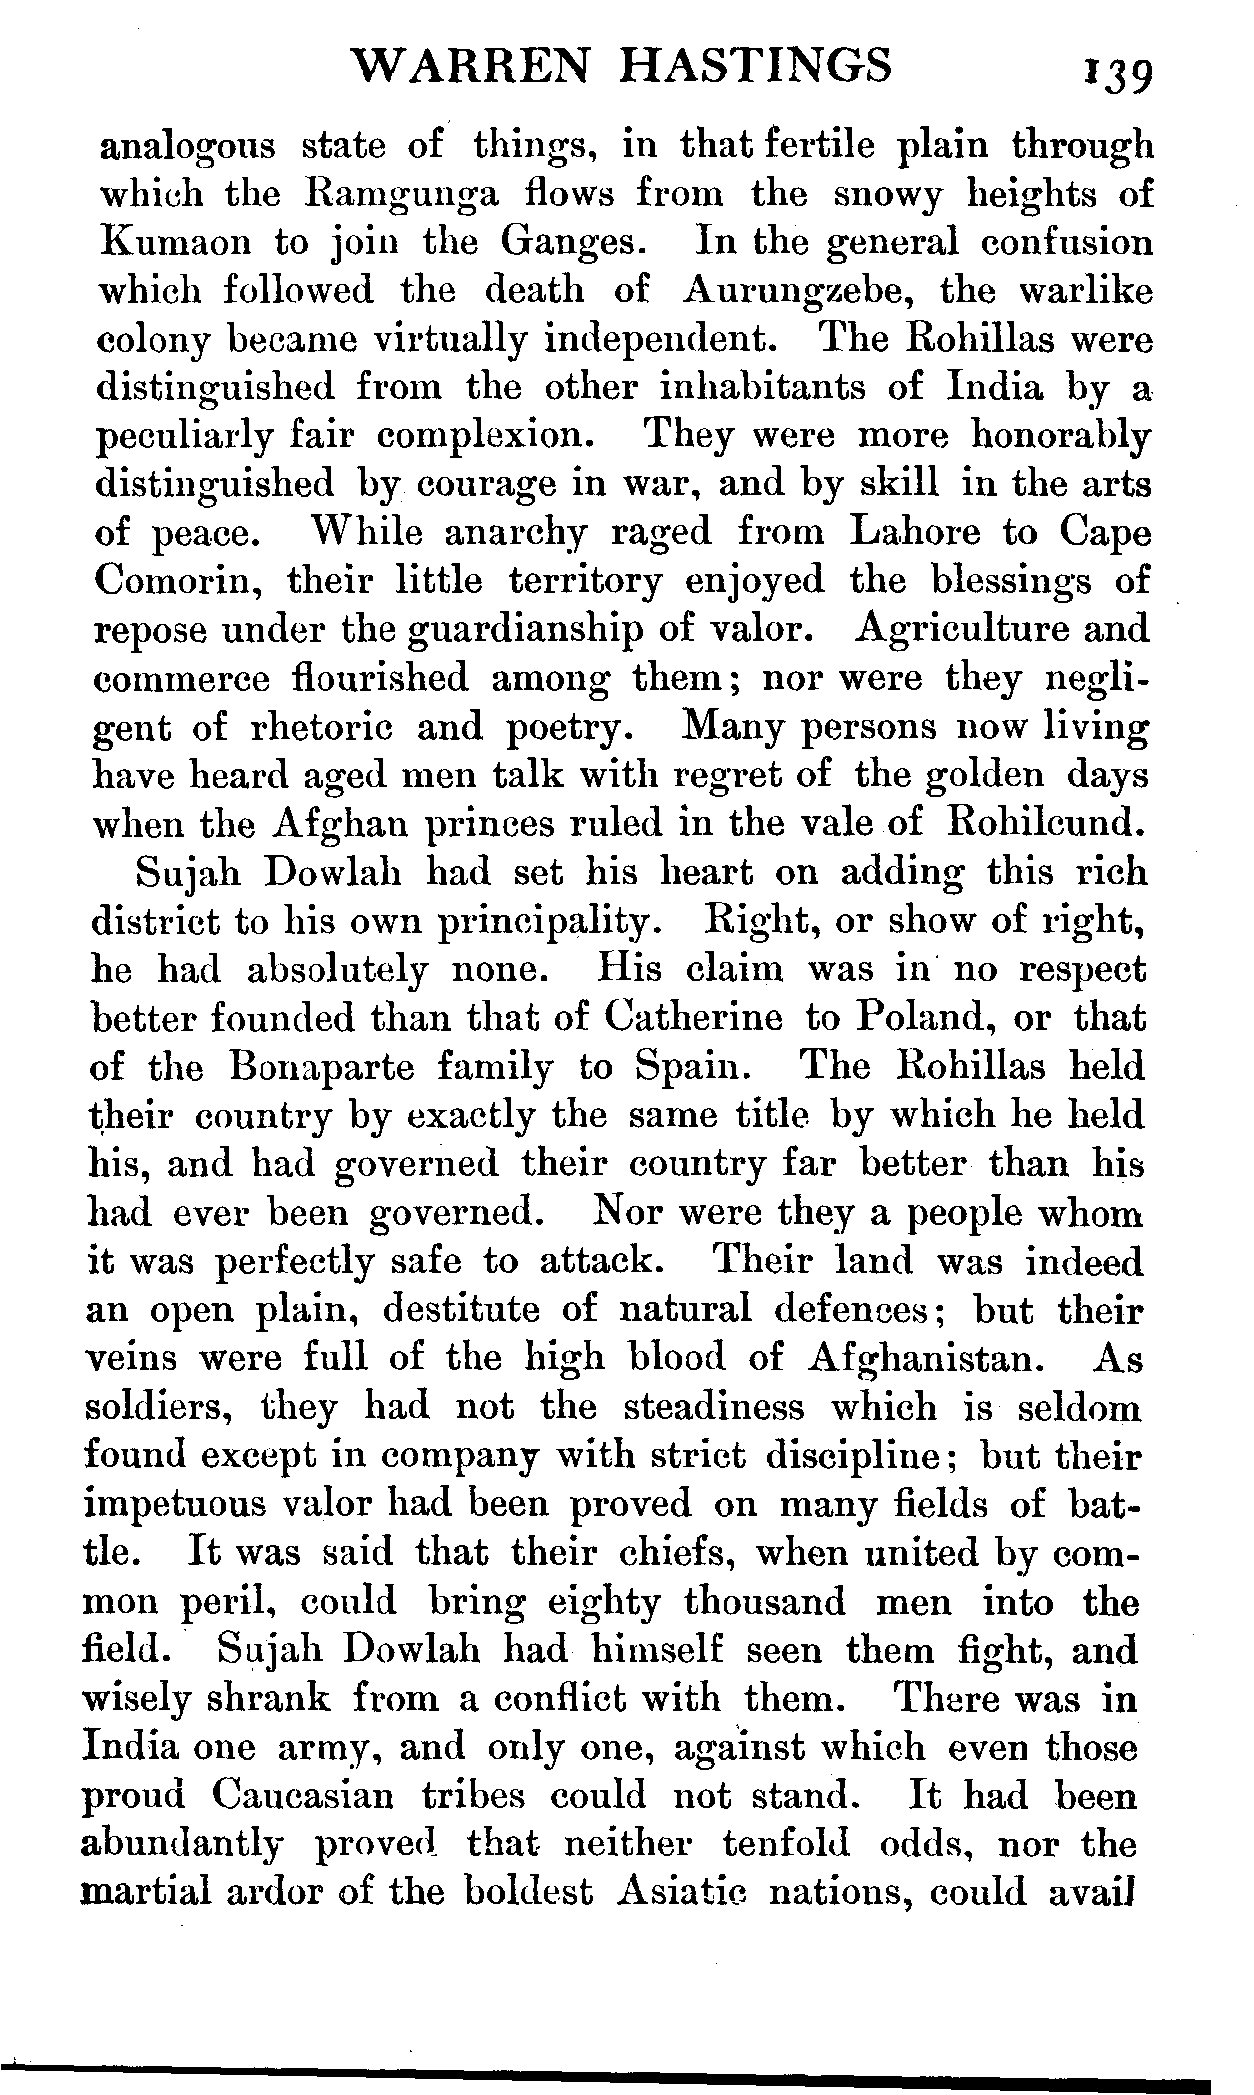 WARREN HASTINGS 139
analogous state of things, in that fertile plain through
which the Ramgunga flows from the snowy heights of
Kumaon to join the Ganges. In the general confusion
which followed the death of Aurungzebe, the warlike
colony became virtually independent. The Rohillas were
distinguished from the other inhabitants of India by a
peculiarly fair complexion. They were more honorably
distinguished by courage in war, and by skill in the arts
of peace. While anarchy raged from Lahore to Cape
Comorin, their little territory enjoyed the blessings of
repose under the guardianship of valor. Agriculture and
commerce flourished among them; nor were they negli-
gent of rhetoric and poetry. Many persons now living
have heard aged men talk with regret of the golden days
when the Afghan princes ruled in the vale of Rohilcund.
Sujah Dowlah had set his heart on adding this rich
district to his own principality. Right, or show of right,
he had absolutely none. His claim was in no respect
better founded than that of Catherine to Poland, or that
of the Bonaparte family to Spain. The Rohillas held
their country by exactly the same title by which he held
his, and had governed their country far better than his
had ever been governed. Nor were they a people whom
it was perfectly safe to attack. Their land was indeed
an open plain, destitute of natural defences; but their
veins were full of the high blood of Afghanistan. As
soldiers, they had not the steadiness which is seldom
found except in company with strict discipline; but their
impetuous valor had been proved on many fields of bat-
tle. It was said that their chiefs, when united by com-
mon peril, could bring eighty thousand men into the
field. Sujah Dowlah had himself seen them fight, and
wisely shrank from a conflict with them. There was in
India one army, and only one, against which even those
proud Caucasian tribes could not stand. It had been
abundantly proved that neither tenfold odds, nor the
martial ardor of the boldest Asiatic nations, could avail